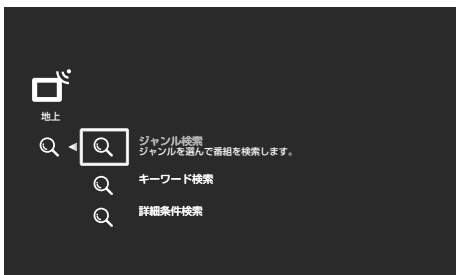 地上
ジャンル検索
ジャンルを選んで番組を検索します。
キーワード検索
詳細条件検索